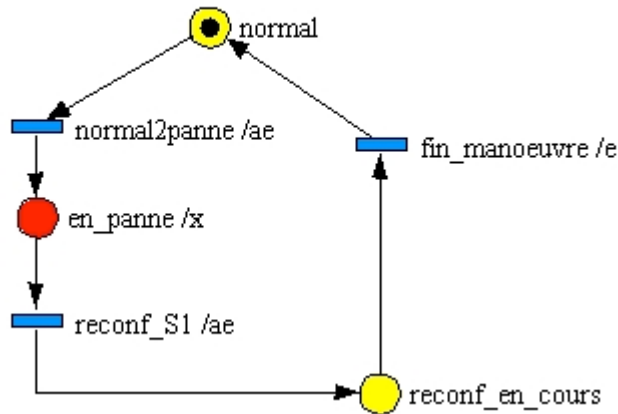 normal
normal2panne /ae
fin_manoeuvre /e
en_panne /x
reconf_S1 /ae
reconf_en_cours